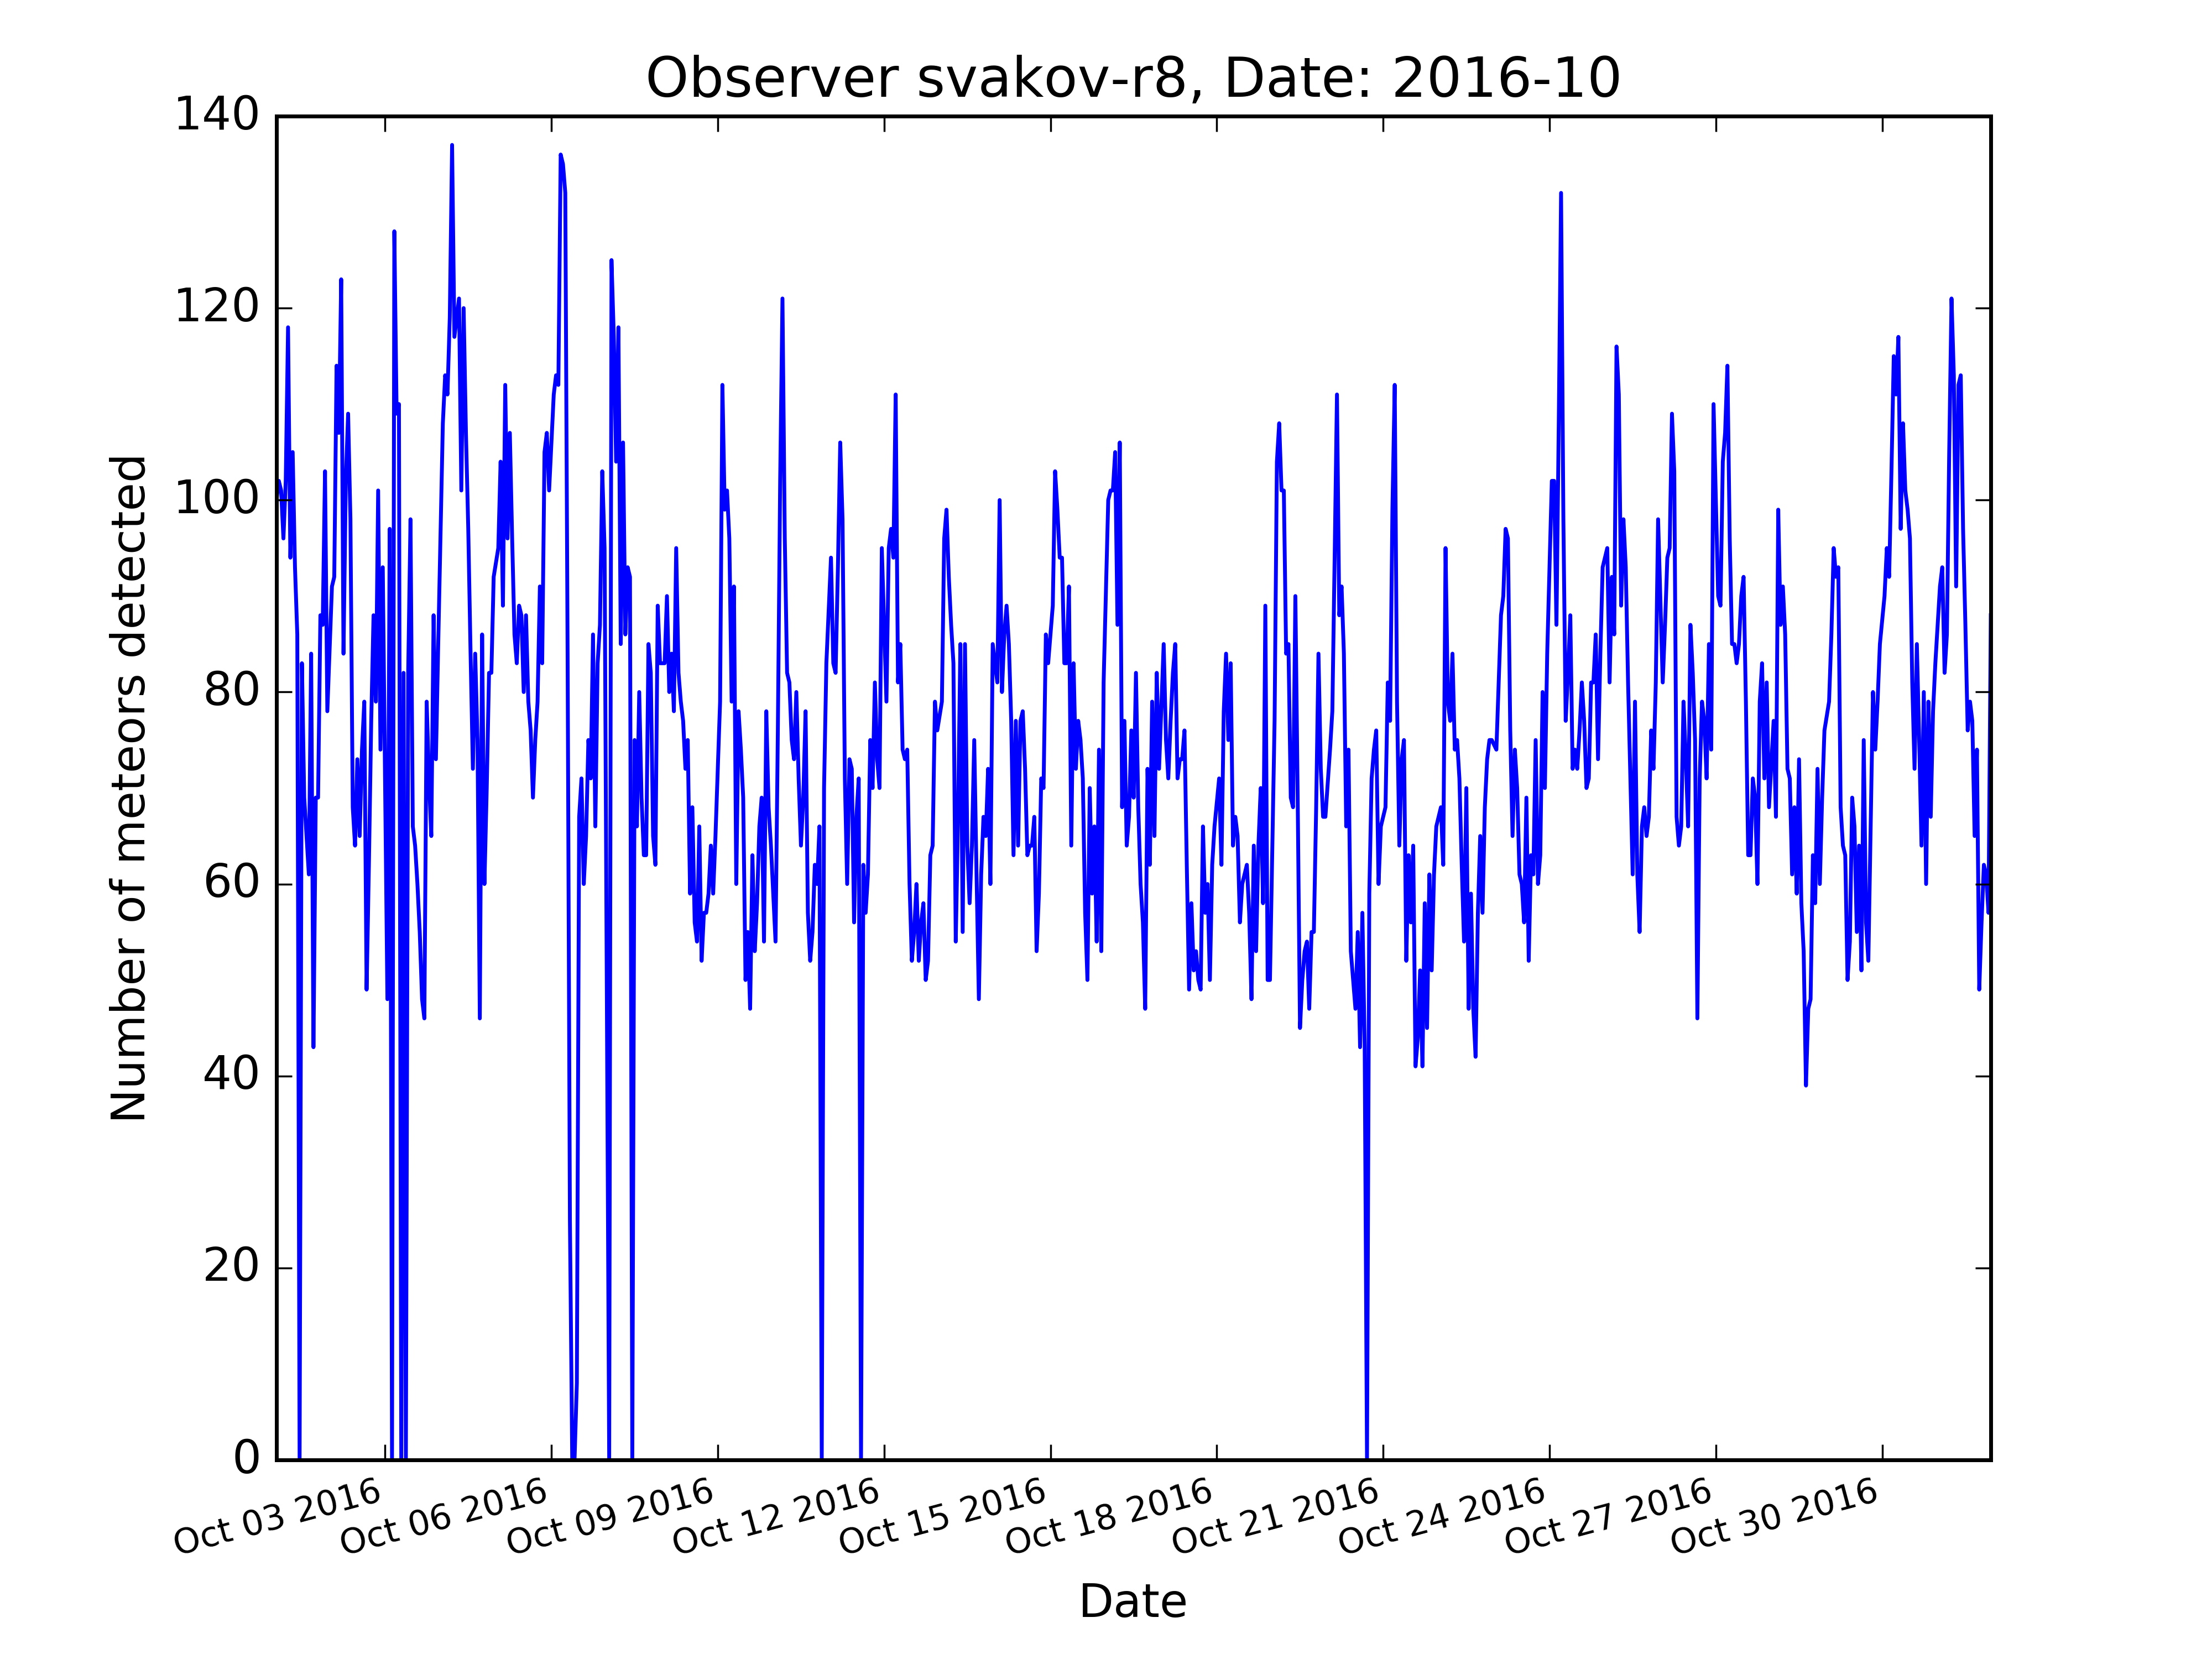 Observer svakov-r8, Date: 2016-10
140
120
100
80
60
40
20
0
Number of meteors detected
Oct 03 2016
Oct 06 2016
Oct 09 2016
Oct 12 2016
Oct 15 2016
Oct 18 2016
Oct 21 2016
Oct 24 2016
Oct 27 2016
Oct 30 2016
Date